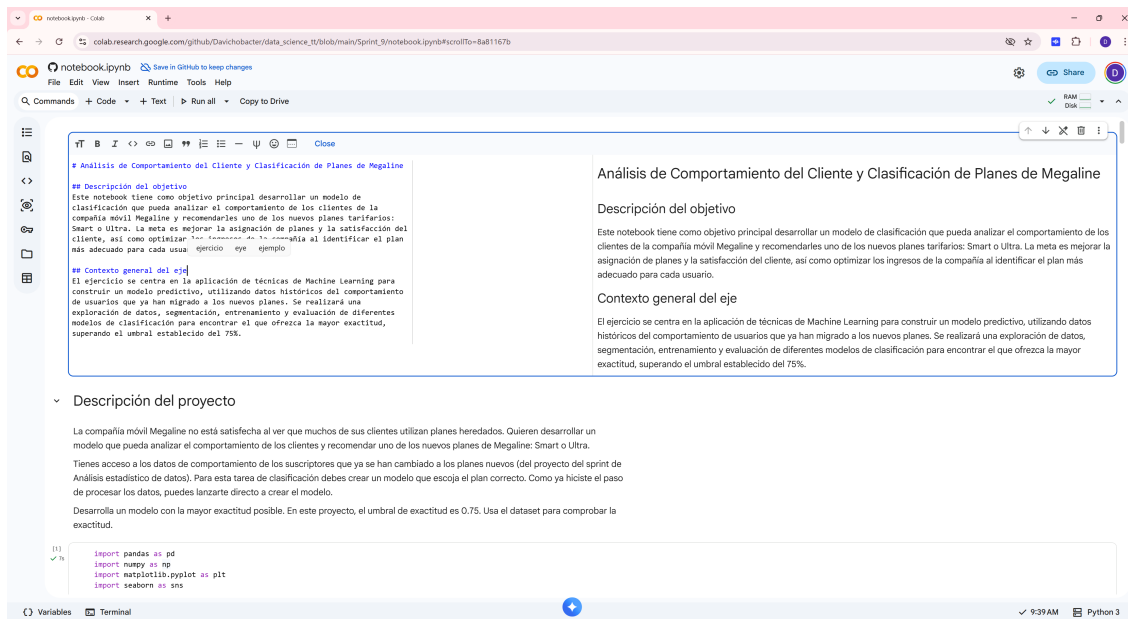 notebook.ipynb - Colab
colab.research.google.com/github/Davichobacter/data_science_tt/blob/main/Sprint_9/notebook.ipynb#scrollTo=8a81167b
D
notebook.ipynb
Save in GitHub to keep changes
File Edit View Insert Runtime Tools Help
Share
D
Commands + Code + Text Run all Copy to Drive
RAM
Disk
Close
# Análisis de Comportamiento del Cliente y Clasificación de Planes de Megaline
## Descripción del objetivo
Este notebook tiene como objetivo principal desarrollar un modelo de
clasificación que pueda analizar el comportamiento de los clientes de la
compañía móvil Megaline y recomendarles uno de los nuevos planes tarifarios:
Smart o Ultra. La meta es mejorar la asignación de planes y la satisfacción del
cliente, así como optimizar los ingresos de la compañía al identificar el plan
más adecuado para cada usua
ejercicio eye ejemplo
## Contexto general del eje
El ejercicio se centra en la aplicación de técnicas de Machine Learning para
construir un modelo predictivo, utilizando datos históricos del comportamiento
de usuarios que ya han migrado a los nuevos planes. Se realizará una
exploración de datos, segmentación, entrenamiento y evaluación de diferentes
modelos de clasificación para encontrar el que ofrezca la mayor exactitud,
superando el umbral establecido del 75%.
Análisis de Comportamiento del Cliente y Clasificación de Planes de Megaline
Descripción del objetivo
Este notebook tiene como objetivo principal desarrollar un modelo de clasificación que pueda analizar el comportamiento de los
clientes de la compañía móvil Megaline y recomendarles uno de los nuevos planes tarifarios: Smart o Ultra. La meta es mejorar la
asignación de planes y la satisfacción del cliente, así como optimizar los ingresos de la compañía al identificar el plan más
adecuado para cada usuario.
Contexto general del eje
El ejercicio se centra en la aplicación de técnicas de Machine Learning para construir un modelo predictivo, utilizando datos
históricos del comportamiento de usuarios que ya han migrado a los nuevos planes. Se realizará una exploración de datos,
segmentación, entrenamiento y evaluación de diferentes modelos de clasificación para encontrar el que ofrezca la mayor
exactitud, superando el umbral establecido del 75%.
Descripción del proyecto
La compañía móvil Megaline no está satisfecha al ver que muchos de sus clientes utilizan planes heredados. Quieren desarrollar un
modelo que pueda analizar el comportamiento de los clientes y recomendar uno de los nuevos planes de Megaline: Smart o Ultra.
Tienes acceso a los datos de comportamiento de los suscriptores que ya se han cambiado a los planes nuevos (del proyecto del sprint de
Análisis estadístico de datos). Para esta tarea de clasificación debes crear un modelo que escoja el plan correcto. Como ya hiciste el paso
de procesar los datos, puedes lanzarte directo a crear el modelo.
Desarrolla un modelo con la mayor exactitud posible. En este proyecto, el umbral de exactitud es 0.75. Usa el dataset para comprobar la
exactitud.
[1]
7s
import pandas as pd
import numpy as np
import matplotlib.pyplot as plt
import seaborn as sns
Variables Terminal
9:39 AM Python 3